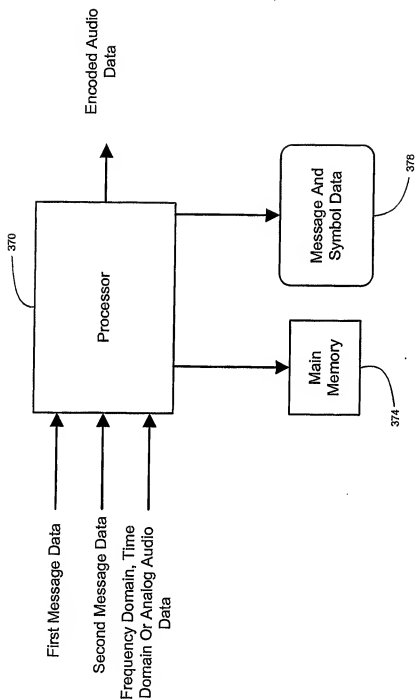 370
Processor
First Message Data
Second Message Data
Frequency Domain, Time
Domain Or Analog Audio
Data
Encoded Audio
Data
Main
Memory
374
Message And
Symbol Data
378